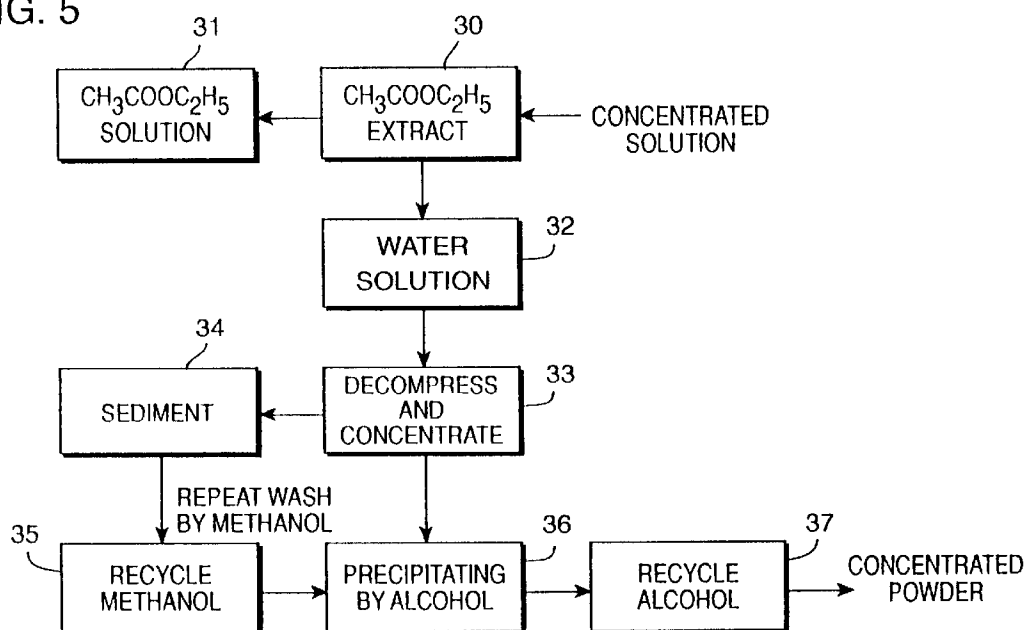 G. 5
31
30
CH₃COOC₂H₅
SOLUTION
CH₃COOC₂H₅
EXTRACT
CONCENTRATED
SOLUTION
32
WATER
SOLUTION
34
33
SEDIMENT
DECOMPRESS
AND
CONCENTRATE
REPEAT WASH
BY METHANOL
35
36
37
RECYCLE
METHANOL
PRECIPITATING
BY ALCOHOL
RECYCLE
ALCOHOL
CONCENTRATED
POWDER